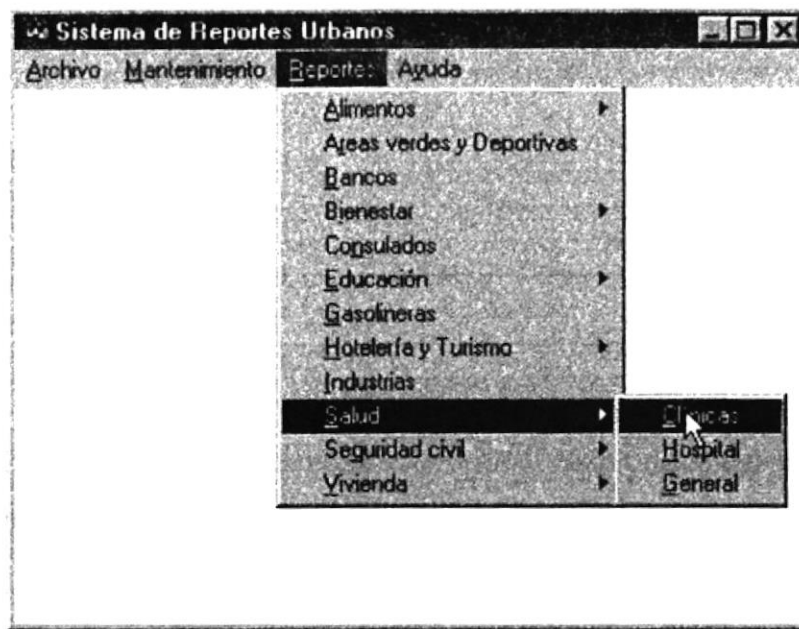 Sistema de Reportes Urbanos
Archivo Mantenimiento Reportes Ayuda
Alimentos
Areas verdes y Deportivas
Bancos
Bienestar
Consulados
Educación
Gasolineras
Hotelería y Turismo
Industrias
Salud Clínicas
Seguridad civil Hospital
Vivienda General